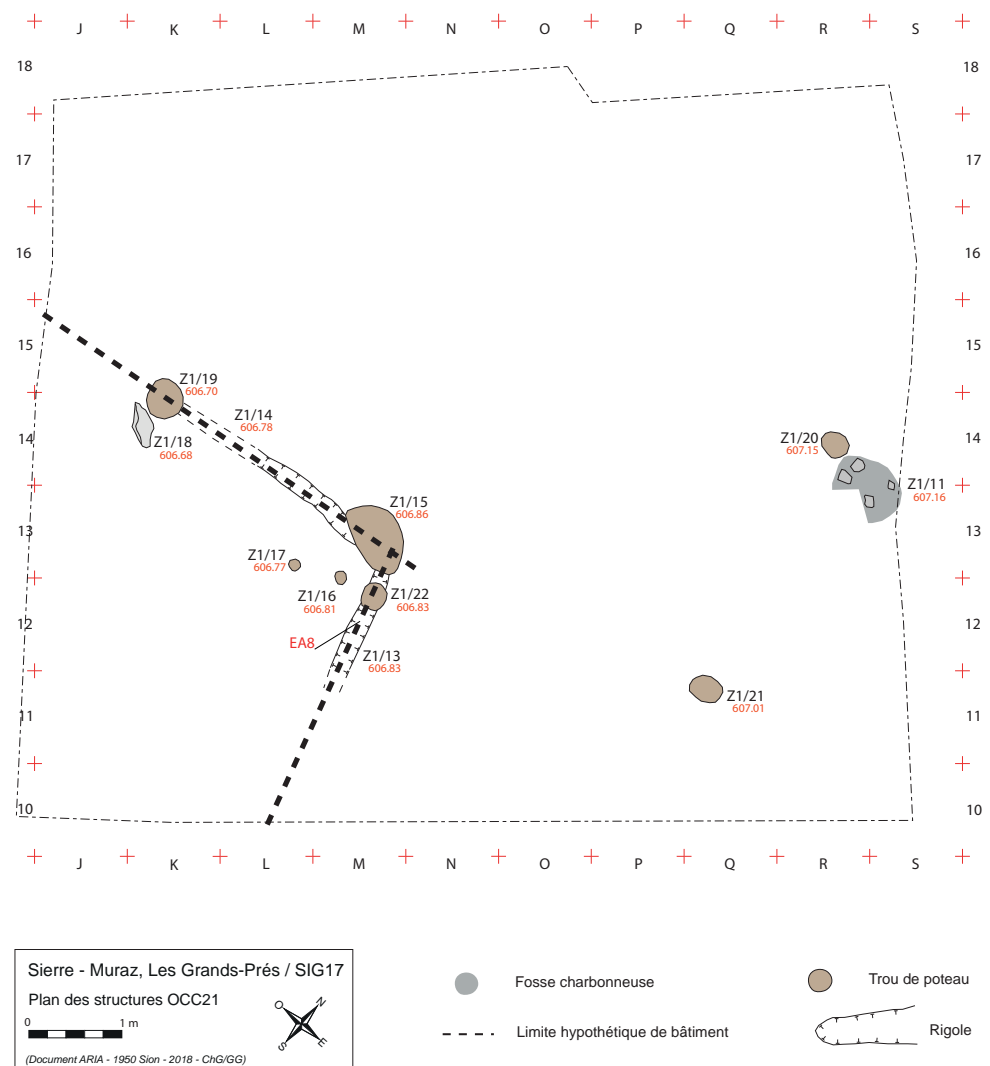 J K L M N O P Q R S
18 18
17 17
16 16
15 15
Z1/19
606.70
Z1/14
606.78
Z1/18
606.68
14 14
Z1/20
607.15
Z1/11
607.16
Z1/15
606.86
13 13
Z1/17
606.77
Z1/16
606.81
Z1/22
606.83
12 12
EA8
Z1/13
606.83
Z1/21
607.01
11 11
10 10
J K L M N O P Q R S
Sierre - Muraz, Les Grands-Prés / SIG17
Plan des structures OCC21
0 1 m
O N
S E
(Document ARIA - 1950 Sion - 2018 - ChG/GG)
Fosse charbonneuse
Trou de poteau
Limite hypothétique de bâtiment
Rigole